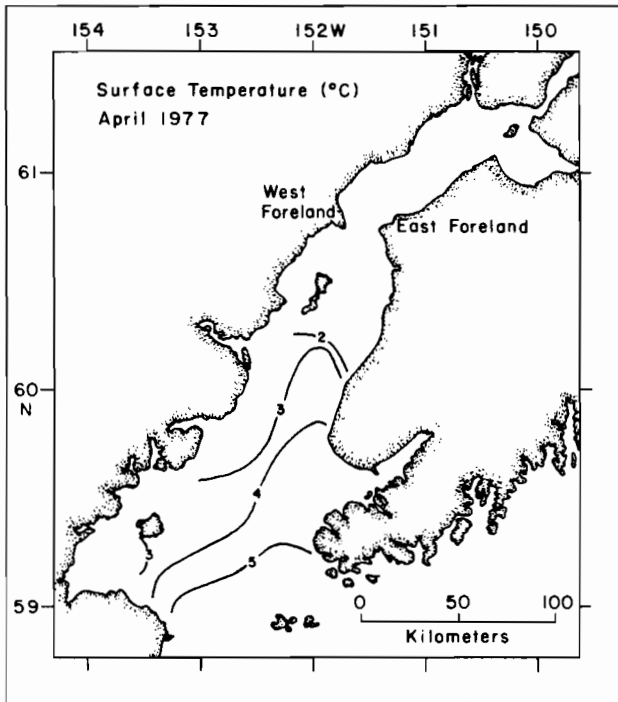 154 153 152W 151 150
Surface Temperature (°C)
April 1977
61
West
Foreland
East Foreland
2
60
N
3
3
4
5
59
0 50 100
Kilometers